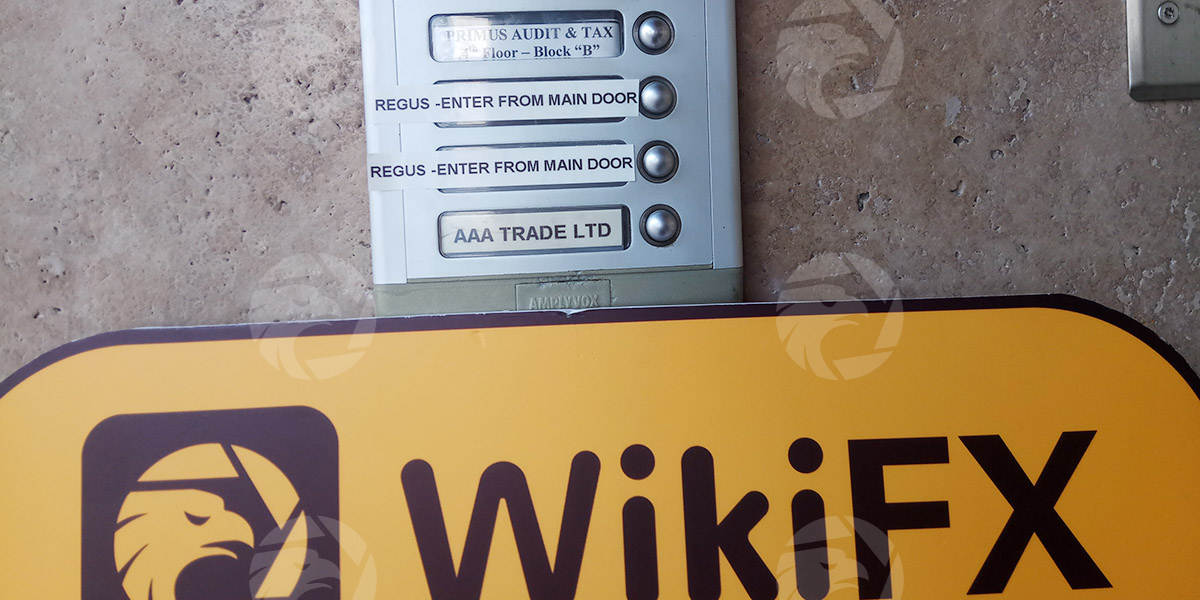 PRIMUS AUDIT & TAX
Floor – Block “B”
REGUS -ENTER FROM MAIN DOOR
REGUS -ENTER FROM MAIN DOOR
AAA TRADE LTD
AMPLYVOX
WikiFX